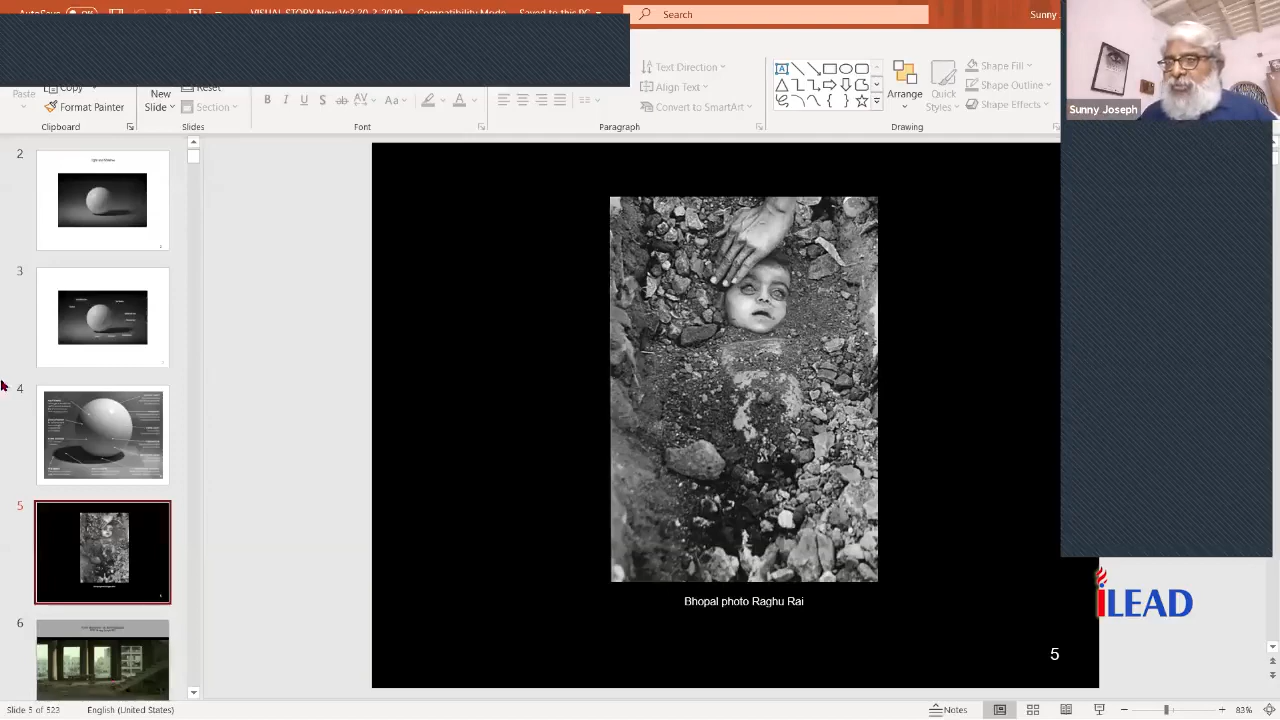 Search
Sunny
Copy
Reset
Paste
Format Painter
New
Slide
Section
Text Direction
Align Text
Convert to SmartArt
Arrange
Quick
Styles
Shape Fill
Shape Outline
Shape Effects
Clipboard
Slides
Font
Paragraph
Drawing
Sunny Joseph
2
3
4
5
6
Bhopal photo Raghu Rai
5
iLEAD
Slide 5 of 523
English (United States)
Notes
83%